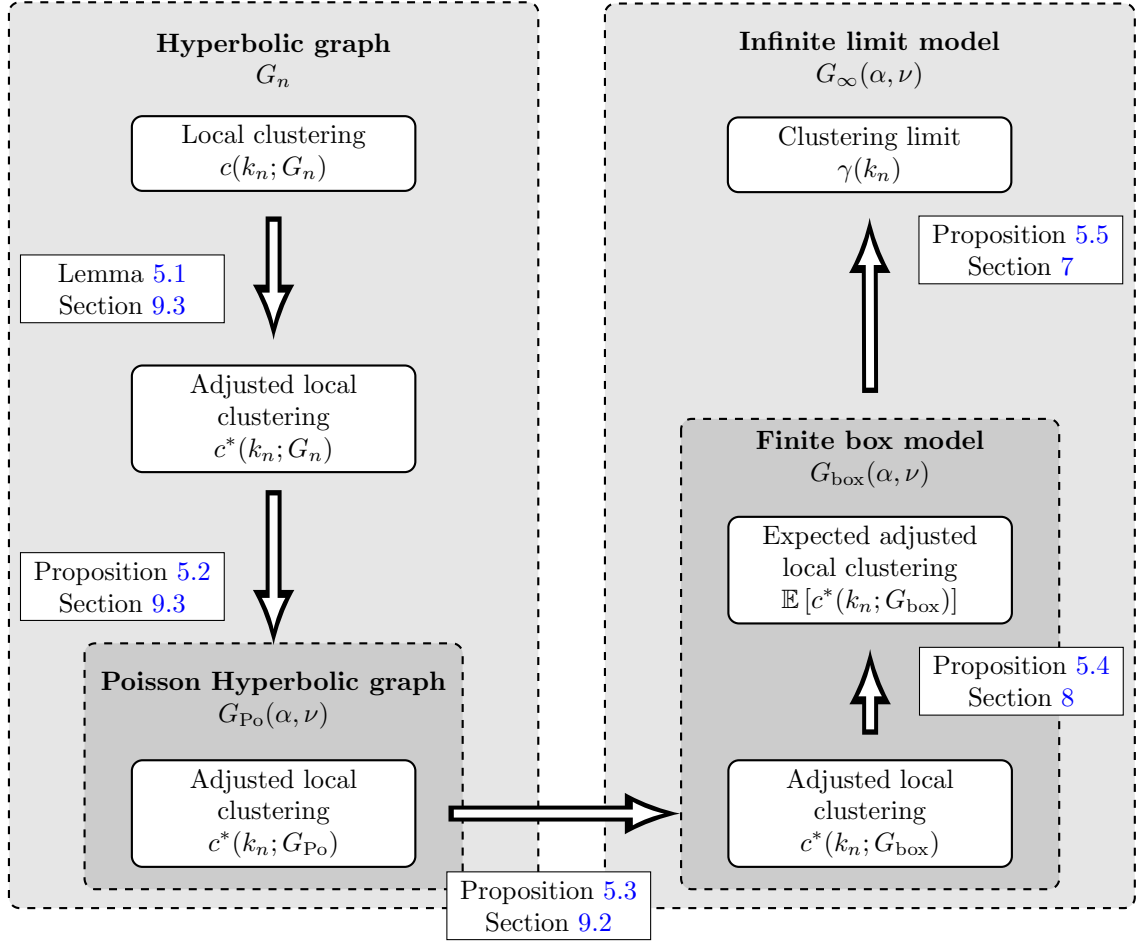 Hyperbolic graph
G_n
Local clustering
c(k_n; G_n)
Lemma 5.1
Section 9.3
Adjusted local
clustering
c*(k_n; G_n)
Proposition 5.2
Section 9.3
Poisson Hyperbolic graph
G_Po(α, ν)
Adjusted local
clustering
c*(k_n; G_Po)
Proposition 5.3
Section 9.2
Infinite limit model
G_∞(α, ν)
Clustering limit
γ(k_n)
Proposition 5.5
Section 7
Finite box model
G_box(α, ν)
Expected adjusted
local clustering
𝔼 [c*(k_n; G_box)]
Proposition 5.4
Section 8
Adjusted local
clustering
c*(k_n; G_box)